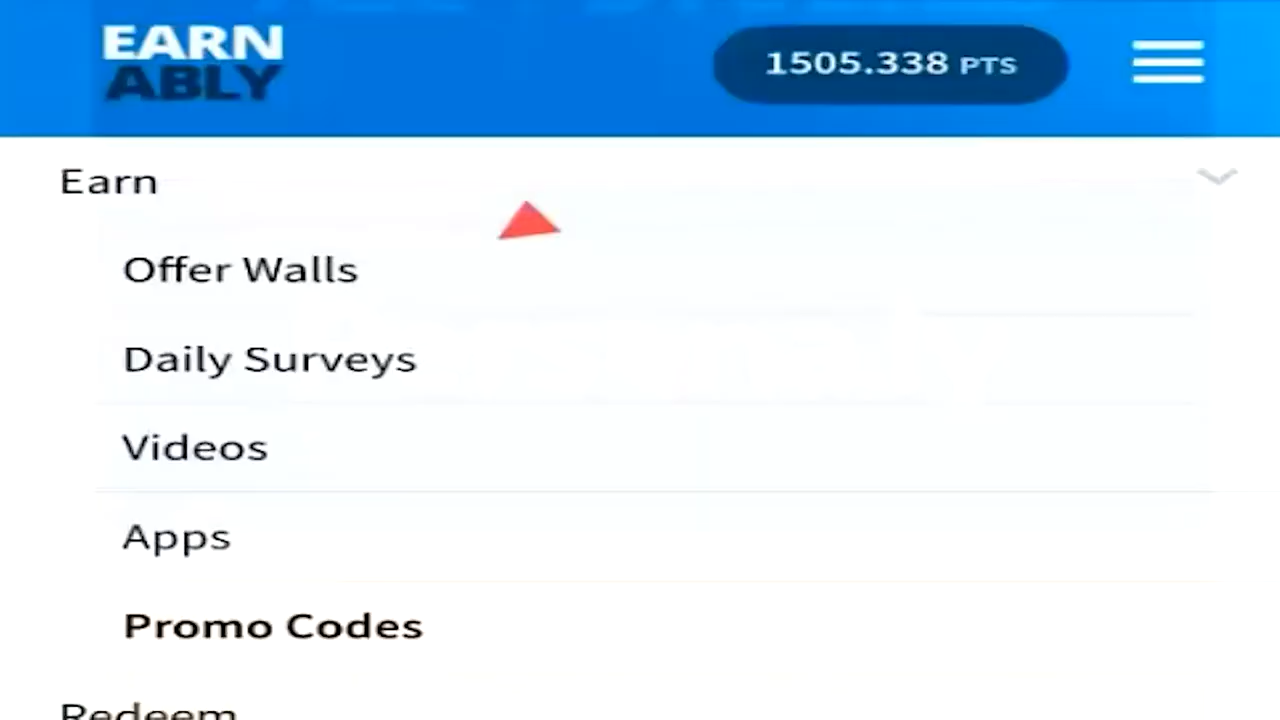 EARN
ABLY
1505.338 PTS
Earn
Offer Walls
Daily Surveys
Videos
Apps
Promo Codes
Redeem